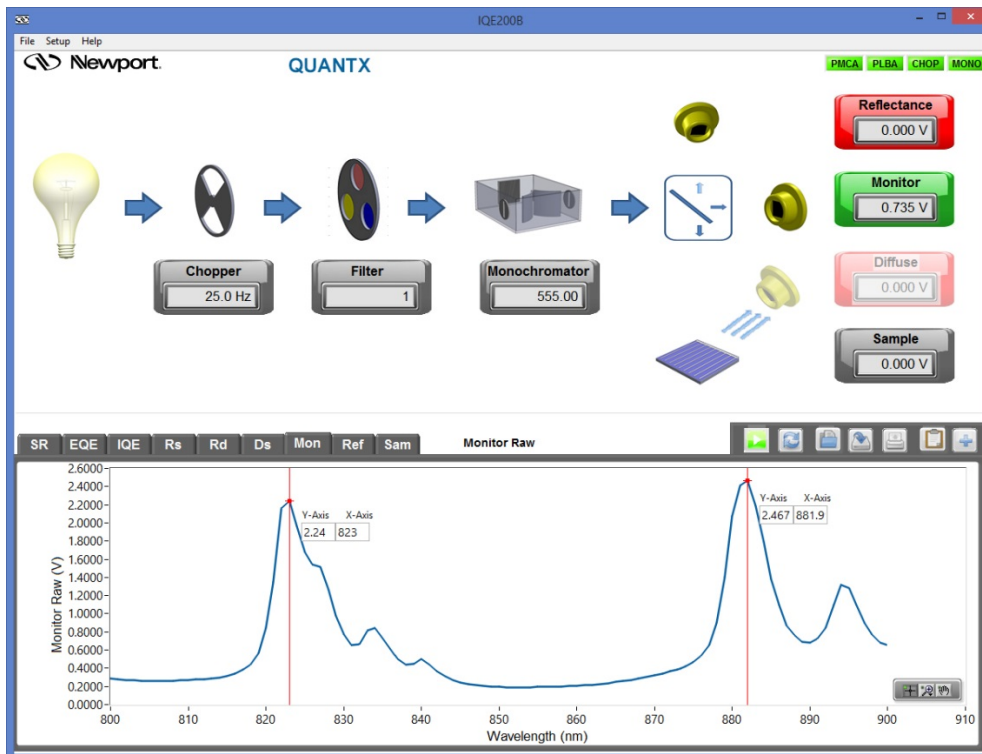 IQE200B
File Setup Help
Newport. QUANTX PMCA PLBA CHOP MONO
Reflectance
0.000 V
Monitor
0.735 V
Chopper Filter Monochromator Diffuse
25.0 Hz 1 555.00 0.000 V
Sample
0.000 V
SR EQE IQE Rs Rd Ds Mon Ref Sam Monitor Raw
2.6000
2.4000
2.2000
2.0000
1.8000
1.6000
1.4000
1.2000
1.0000
0.8000
0.6000
0.4000
0.2000
0.0000
Monitor Raw (V)
Y-Axis X-Axis
2.24 823
Y-Axis X-Axis
2.467 881.9
800 810 820 830 840 850 860 870 880 890 900 910
Wavelength (nm)